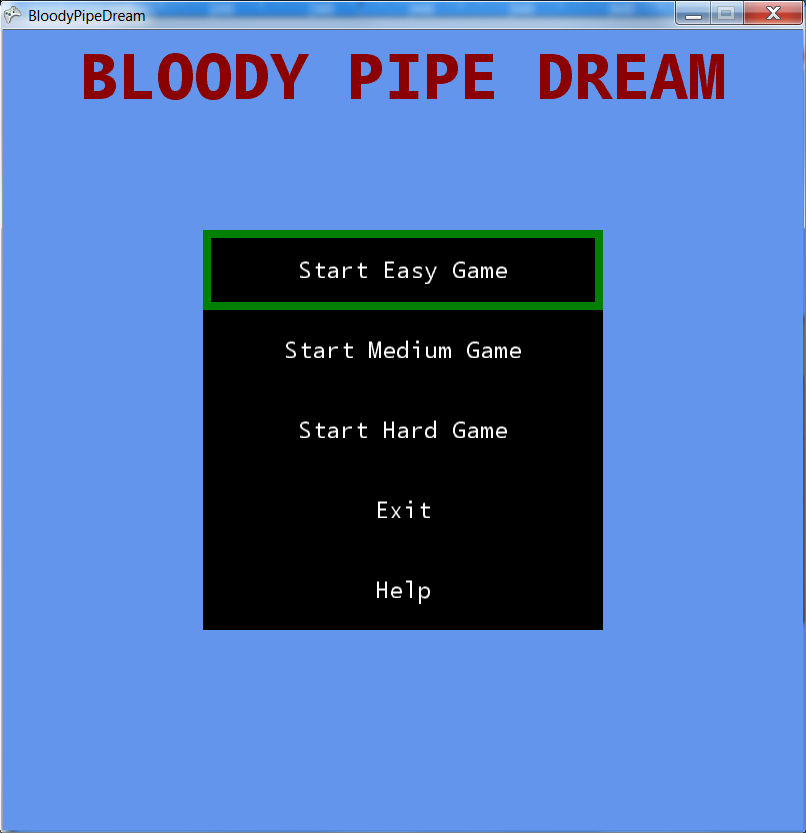 BloodyPipeDream
BLOODY PIPE DREAM
Start Easy Game
Start Medium Game
Start Hard Game
Exit
Help